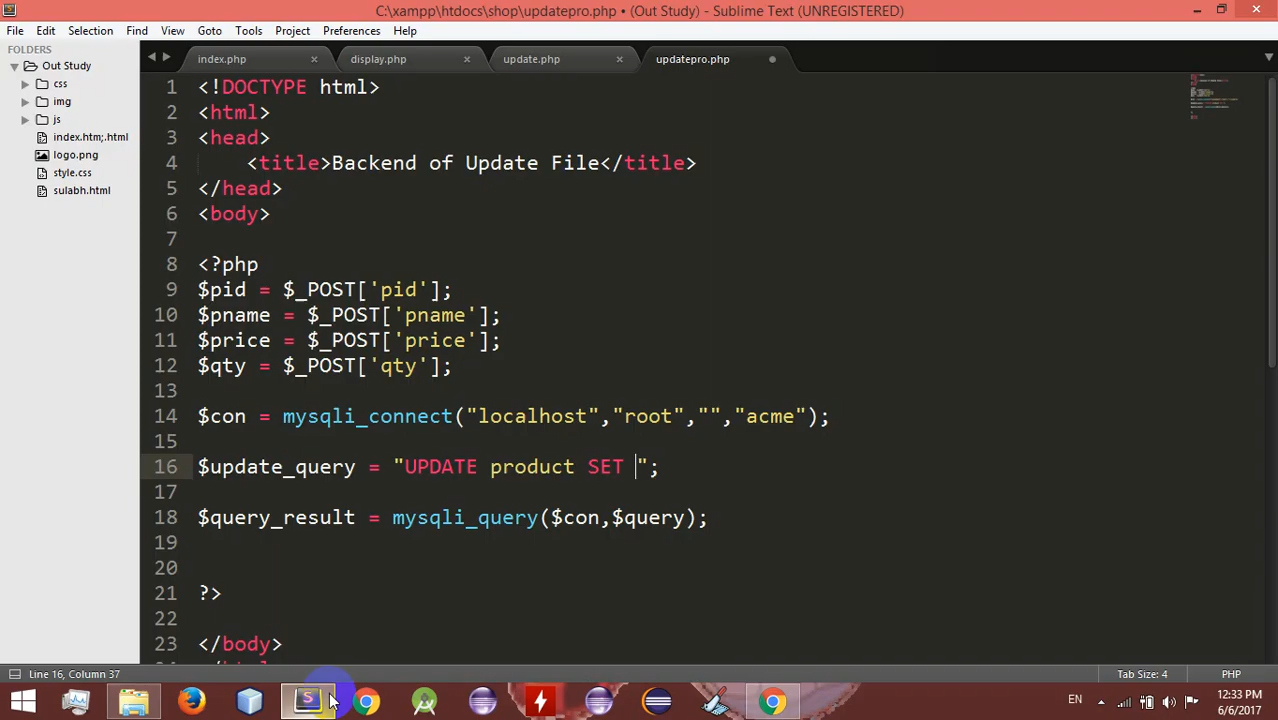 C:\xampp\htdocs\shop\updatepro.php • (Out Study) - Sublime Text (UNREGISTERED)
File Edit Selection Find View Goto Tools Project Preferences Help
FOLDERS
Out Study
css
img
js
index.htm;.html
logo.png
style.css
sulabh.html
index.php × display.php × update.php × updatepro.php
1 <!DOCTYPE html>
2 <html>
3 <head>
4 <title>Backend of Update File</title>
5 </head>
6 <body>
7
8 <?php
9 $pid = $_POST['pid'];
10 $pname = $_POST['pname'];
11 $price = $_POST['price'];
12 $qty = $_POST['qty'];
13
14 $con = mysqli_connect("localhost","root","","acme");
15
16 $update_query = "UPDATE product SET ";
17
18 $query_result = mysqli_query($con,$query);
19
20
21 ?>
22
23 </body>
24 </html
Line 16, Column 37
Tab Size: 4
PHP
EN
12:33 PM
6/6/2017